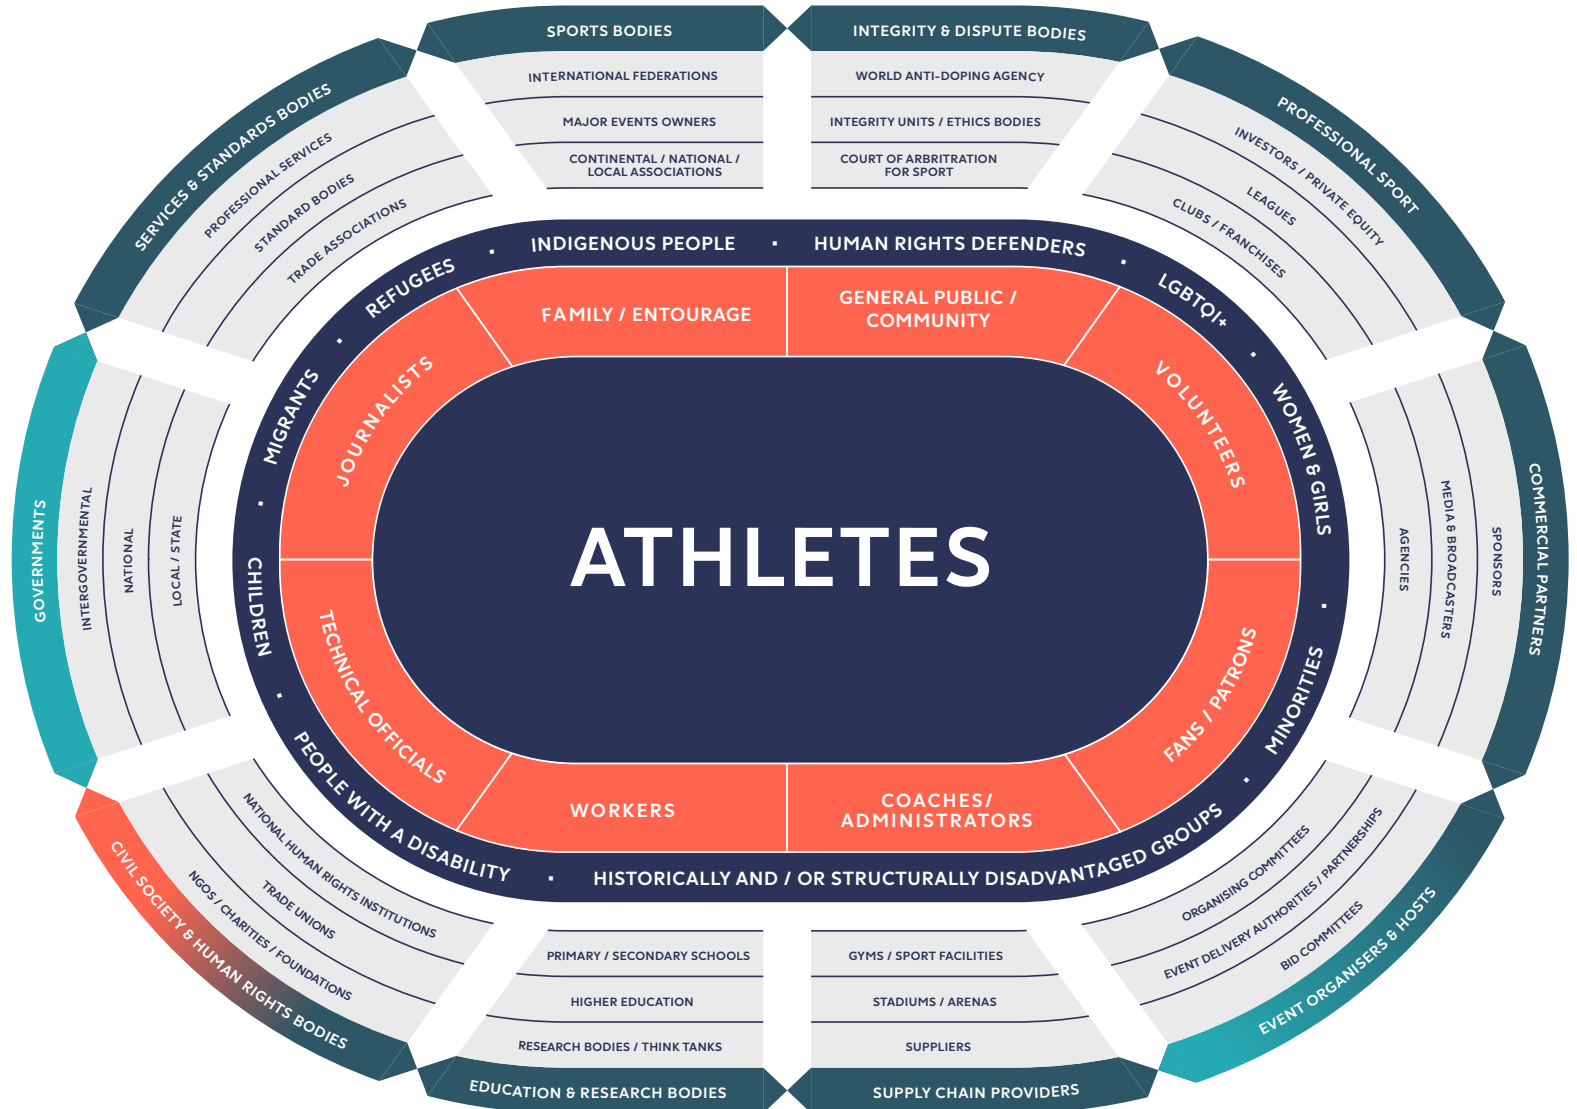 SPORTS BODIES
INTERNATIONAL FEDERATIONS
MAJOR EVENTS OWNERS
CONTINENTAL / NATIONAL /
LOCAL ASSOCIATIONS
INTEGRITY & DISPUTE BODIES
WORLD ANTI-DOPING AGENCY
INTEGRITY UNITS / ETHICS BODIES
COURT OF ARBRITRATION
FOR SPORT
PROFESSIONAL SPORT
INVESTORS / PRIVATE EQUITY
LEAGUES
CLUBS / FRANCHISES
COMMERCIAL PARTNERS
SPONSORS
MEDIA & BROADCASTERS
AGENCIES
EVENT ORGANISERS & HOSTS
BID COMMITTEES
EVENT DELIVERY AUTHORITIES / PARTNERSHIPS
ORGANISING COMMITTEES
SUPPLY CHAIN PROVIDERS
SUPPLIERS
STADIUMS / ARENAS
GYMS / SPORT FACILITIES
EDUCATION & RESEARCH BODIES
RESEARCH BODIES / THINK TANKS
HIGHER EDUCATION
PRIMARY / SECONDARY SCHOOLS
CIVIL SOCIETY & HUMAN RIGHTS BODIES
NGOS / CHARITIES / FOUNDATIONS
TRADE UNIONS
NATIONAL HUMAN RIGHTS INSTITUTIONS
GOVERNMENTS
INTERGOVERNMENTAL
NATIONAL
LOCAL / STATE
SERVICES & STANDARDS BODIES
PROFESSIONAL SERVICES
STANDARD BODIES
TRADE ASSOCIATIONS
INDIGENOUS PEOPLE · HUMAN RIGHTS DEFENDERS · LGBTQI+ · WOMEN & GIRLS · MINORITIES · HISTORICALLY AND / OR STRUCTURALLY DISADVANTAGED GROUPS · PEOPLE WITH A DISABILITY · CHILDREN · MIGRANTS · REFUGEES ·
FAMILY / ENTOURAGE
GENERAL PUBLIC /
COMMUNITY
VOLUNTEERS
FANS / PATRONS
COACHES/
ADMINISTRATORS
WORKERS
TECHNICAL OFFICIALS
JOURNALISTS
ATHLETES